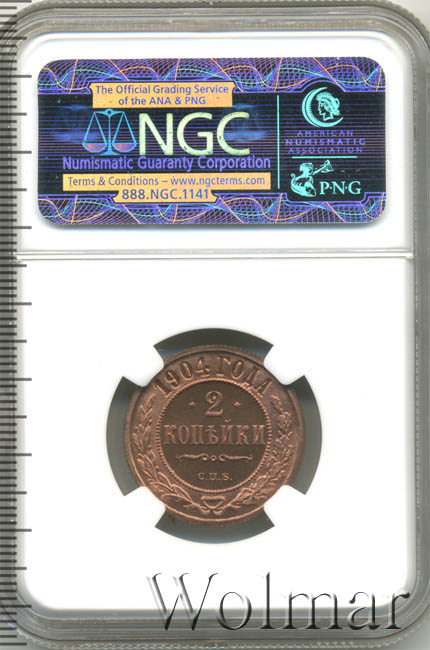 The Official Grading Service
of the ANA & PNG
NGC
Numismatic Guaranty Corporation
Terms & Conditions – www.ngcterms.com
888.NGC.1141
AMERICAN
NUMISMATIC
ASSOCIATION
P·N·G
1904 ГОДА
2
КОПѢЙКИ
С.П.Б.
Wolmar